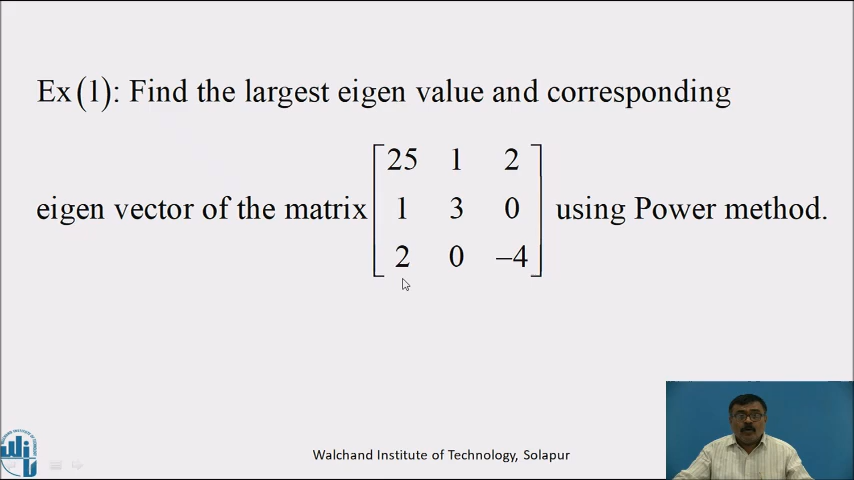 Ex(1): Find the largest eigen value and corresponding
eigen vector of the matrix [25 1 2
1 3 0
2 0 –4] using Power method.
Walchand Institute of Technology, Solapur